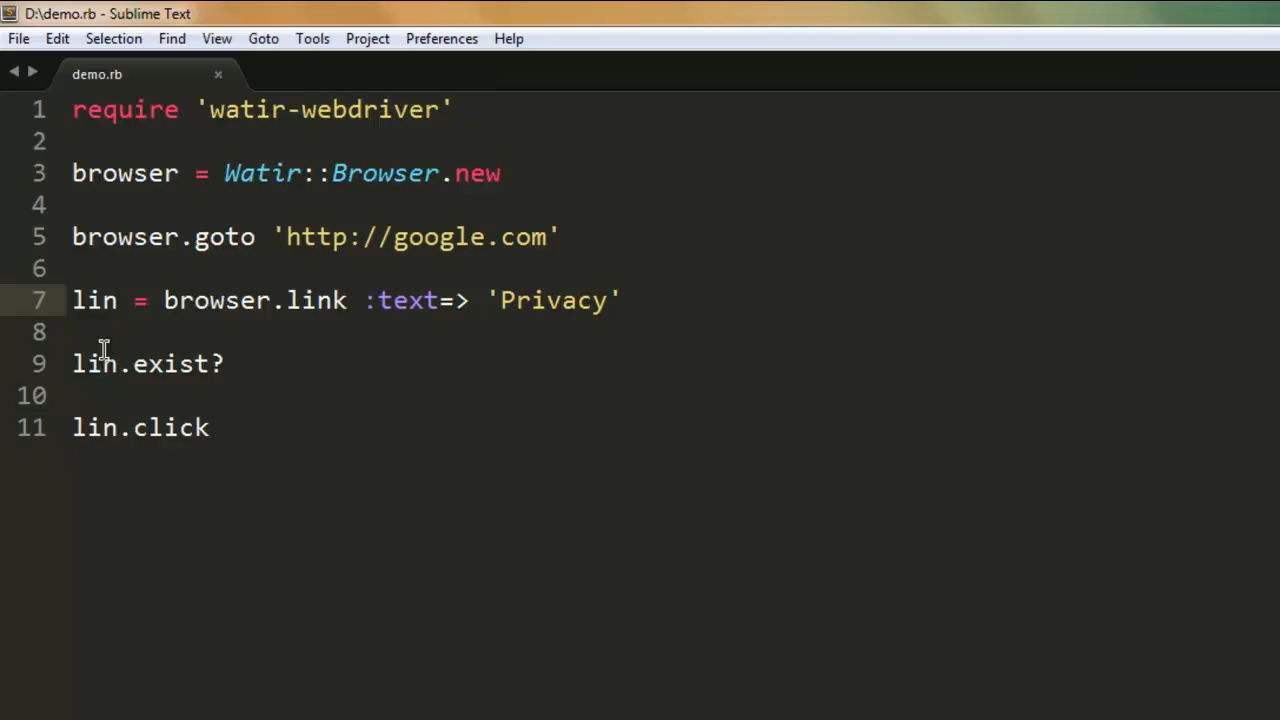 D:\demo.rb - Sublime Text
File Edit Selection Find View Goto Tools Project Preferences Help
demo.rb ×
1 require 'watir-webdriver'
2
3 browser = Watir::Browser.new
4
5 browser.goto 'http://google.com'
6
7 lin = browser.link :text=> 'Privacy'
8
9 lin.exist?
10
11 lin.click